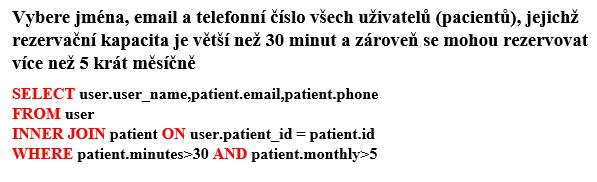 Vybere jména, email a telefonní číslo všech uživatelů (pacientů), jejichž
rezervační kapacita je větší než 30 minut a zároveň se mohou rezervovat
více než 5 krát měsíčně
SELECT user.user_name,patient.email,patient.phone
FROM user
INNER JOIN patient ON user.patient_id = patient.id
WHERE patient.minutes>30 AND patient.monthly>5